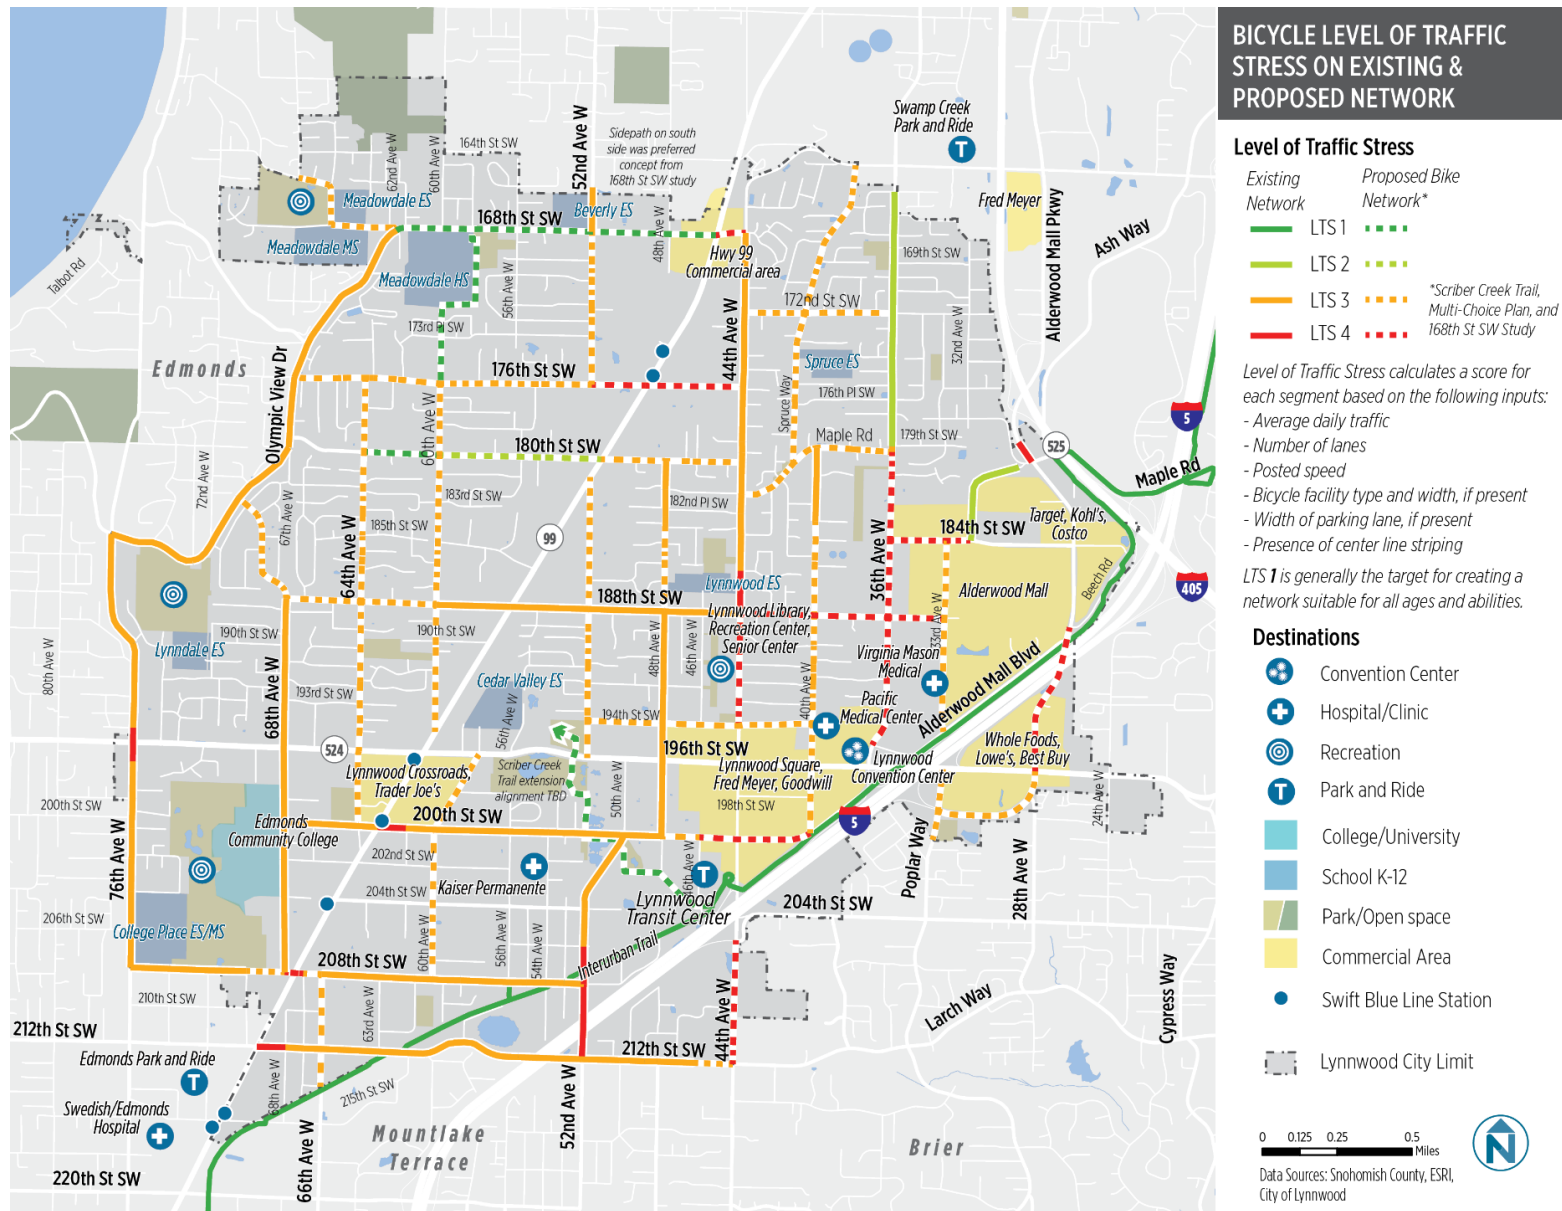 BICYCLE LEVEL OF TRAFFIC
STRESS ON EXISTING &
PROPOSED NETWORK
Level of Traffic Stress
Existing
Network
Proposed Bike
Network*
LTS 1
LTS 2
LTS 3
LTS 4
*Scriber Creek Trail,
Multi-Choice Plan, and
168th St SW Study
Level of Traffic Stress calculates a score for
each segment based on the following inputs:
- Average daily traffic
- Number of lanes
- Posted speed
- Bicycle facility type and width, if present
- Width of parking lane, if present
- Presence of center line striping
LTS 1 is generally the target for creating a
network suitable for all ages and abilities.
Destinations
Convention Center
Hospital/Clinic
Recreation
T
Park and Ride
College/University
School K-12
Park/Open space
Commercial Area
Swift Blue Line Station
Lynnwood City Limit
0
0.125
0.25
0.5
Miles
N
Data Sources: Snohomish County, ESRI,
City of Lynnwood
Swamp Creek
Park and Ride
T
Sidepath on south
side was preferred
concept from
168th St SW study
52nd Ave W
62nd Ave W
60th Ave W
164th St SW
Meadowdale ES
Beverly ES
168th St SW
Meadowdale MS
Meadowdale HS
48th Ave W
56th Ave W
Hwy 99
Commercial area
Fred Meyer
Alderwood Mall Pkwy
Ash Way
169th St SW
Talbot Rd
173rd Pl SW
172nd St SW
44th Ave W
32nd Ave W
Edmonds
Olympic View Dr
176th St SW
Spruce ES
Spruce Way
176th Pl SW
60th Ave W
180th St SW
Maple Rd
179th St SW
525
5
Maple Rd
72nd Ave W
67th Ave W
183rd St SW
182nd Pl SW
64th Ave W
185th St SW
99
36th Ave W
184th St SW
Target, Kohl's,
Costco
Beech Rd
405
Lynnwood ES
Alderwood Mall
188th St SW
Lynnwood Library,
Recreation Center,
Senior Center
33rd Ave W
190th St SW
190th St SW
Lynndale ES
80th Ave W
68th Ave W
48th Ave W
46th Ave W
Virginia Mason
Medical
Cedar Valley ES
193rd St SW
56th Ave W
194th St SW
40th Ave W
Pacific
Medical Center
Alderwood Mall Blvd
524
196th St SW
Whole Foods,
Lowe's, Best Buy
Lynnwood Crossroads,
Trader Joe's
Scriber Creek
Trail extension
alignment TBD
50th Ave W
Lynnwood Square,
Fred Meyer, Goodwill
Lynnwood
Convention Center
198th St SW
24th Ave W
200th St SW
200th St SW
5
Edmonds
Community College
76th Ave W
202nd St SW
204th St SW
Kaiser Permanente
46th Ave W
T
Lynnwood
Transit Center
204th St SW
Poplar Way
28th Ave W
206th St SW
College Place ES/MS
60th Ave W
56th Ave W
54th Ave W
Interurban Trail
208th St SW
210th St SW
63rd Ave W
212th St SW
212th St SW
44th Ave W
Larch Way
Cypress Way
Edmonds Park and Ride
T
68th Ave W
215th St SW
52nd Ave W
Swedish/Edmonds
Hospital
66th Ave W
Mountlake
Terrace
Brier
220th St SW